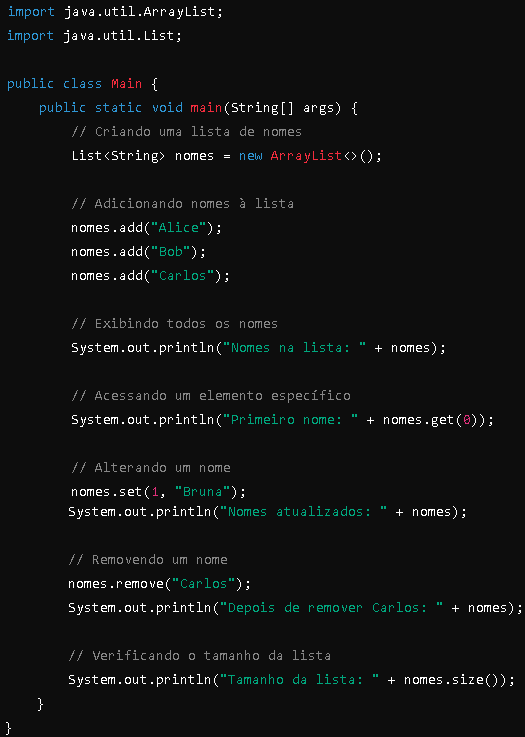 import java.util.ArrayList;
import java.util.List;

public class Main {
    public static void main(String[] args) {
        // Criando uma lista de nomes
        List<String> nomes = new ArrayList<>();

        // Adicionando nomes à lista
        nomes.add("Alice");
        nomes.add("Bob");
        nomes.add("Carlos");

        // Exibindo todos os nomes
        System.out.println("Nomes na lista: " + nomes);

        // Acessando um elemento específico
        System.out.println("Primeiro nome: " + nomes.get(0));

        // Alterando um nome
        nomes.set(1, "Bruna");
        System.out.println("Nomes atualizados: " + nomes);

        // Removendo um nome
        nomes.remove("Carlos");
        System.out.println("Depois de remover Carlos: " + nomes);

        // Verificando o tamanho da lista
        System.out.println("Tamanho da lista: " + nomes.size());
    }
}